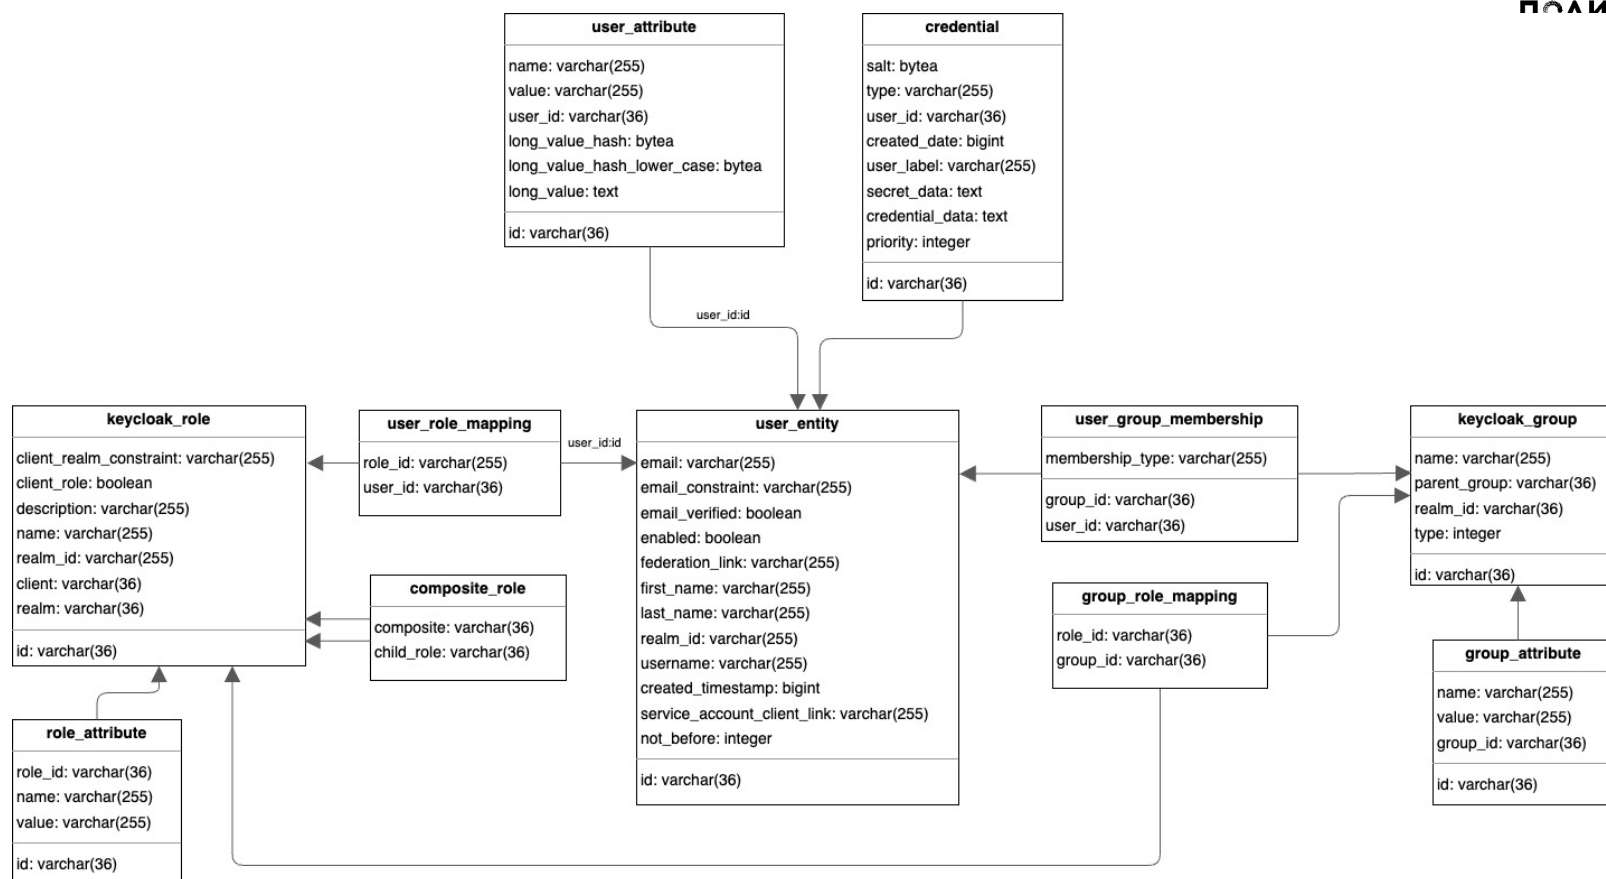 user_attribute
name: varchar(255)
value: varchar(255)
user_id: varchar(36)
long_value_hash: bytea
long_value_hash_lower_case: bytea
long_value: text
id: varchar(36)
credential
salt: bytea
type: varchar(255)
user_id: varchar(36)
created_date: bigint
user_label: varchar(255)
secret_data: text
credential_data: text
priority: integer
id: varchar(36)
user_id:id
keycloak_role
client_realm_constraint: varchar(255)
client_role: boolean
description: varchar(255)
name: varchar(255)
realm_id: varchar(255)
client: varchar(36)
realm: varchar(36)
id: varchar(36)
user_role_mapping
role_id: varchar(255)
user_id: varchar(36)
user_id:id
composite_role
composite: varchar(36)
child_role: varchar(36)
user_entity
email: varchar(255)
email_constraint: varchar(255)
email_verified: boolean
enabled: boolean
federation_link: varchar(255)
first_name: varchar(255)
last_name: varchar(255)
realm_id: varchar(255)
username: varchar(255)
created_timestamp: bigint
service_account_client_link: varchar(255)
not_before: integer
id: varchar(36)
user_group_membership
membership_type: varchar(255)
group_id: varchar(36)
user_id: varchar(36)
group_role_mapping
role_id: varchar(36)
group_id: varchar(36)
keycloak_group
name: varchar(255)
parent_group: varchar(36)
realm_id: varchar(36)
type: integer
id: varchar(36)
group_attribute
name: varchar(255)
value: varchar(255)
group_id: varchar(36)
id: varchar(36)
role_attribute
role_id: varchar(36)
name: varchar(255)
value: varchar(255)
id: varchar(36)